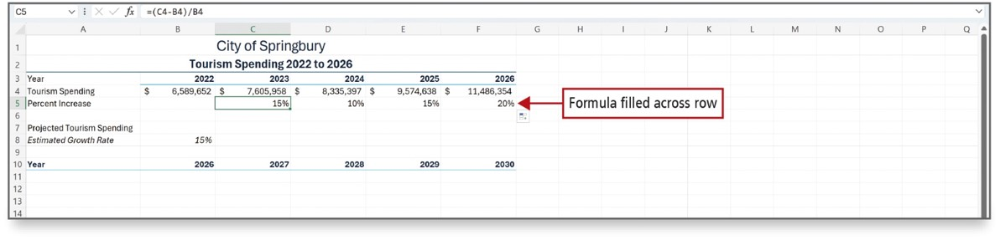 C5 fx =(C4-B4)/B4
A B C D E F G H I J K L M N O P Q
1 City of Springbury
2 Tourism Spending 2022 to 2026
3 Year 2022 2023 2024 2025 2026
4 Tourism Spending $ 6,589,652 $ 7,605,958 $ 8,335,397 $ 9,574,638 $ 11,486,354
5 Percent Increase 15% 10% 15% 20% Formula filled across row
6
7 Projected Tourism Spending
8 Estimated Growth Rate 15%
9
10 Year 2026 2027 2028 2029 2030
11
12
13
14